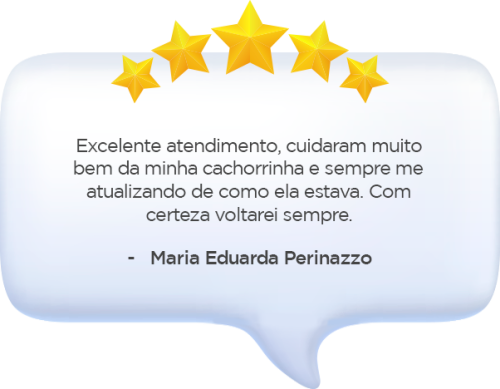 Excelente atendimento, cuidaram muito
bem da minha cachorrinha e sempre me
atualizando de como ela estava. Com
certeza voltarei sempre.
- Maria Eduarda Perinazzo